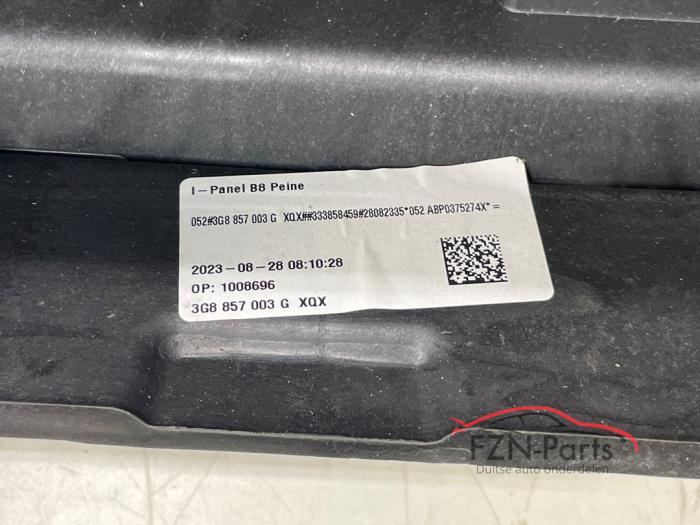 I-Panel B8 Peine
052#3G8 857 003 G XQX##333858459#28082335*052 ABP0375274X* =
2023-08-28 08:10:28
OP: 1008696
3G8 857 003 G XQX
FZN-Parts
Duitse auto onderdelen